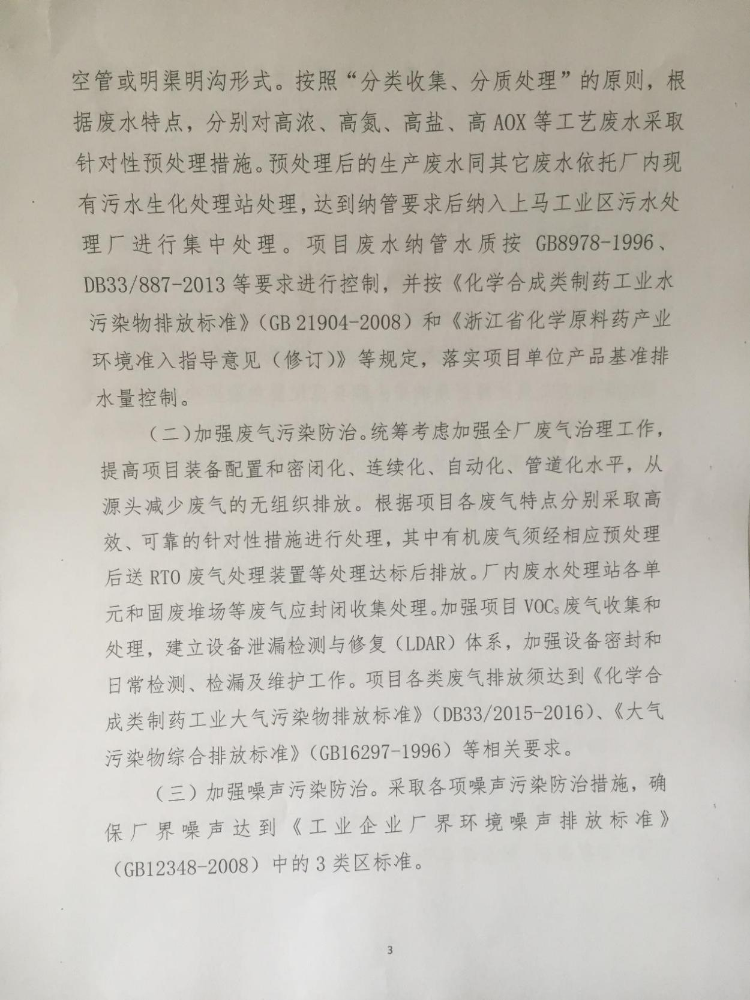 空管或明渠明沟形式。按照“分类收集、分质处理”的原则，根
据废水特点，分别对高浓、高氮、高盐、高AOX等工艺废水采取
针对性预处理措施。预处理后的生产废水同其它废水依托厂内现
有污水生化处理站处理，达到纳管要求后纳入上马工业区污水处
理厂进行集中处理。项目废水纳管水质按 GB8978-1996、
DB33/887-2013等要求进行控制，并按《化学合成类制药工业水
污染物排放标准》（GB 21904-2008）和《浙江省化学原料药产业
环境准入指导意见（修订）》等规定，落实项目单位产品基准排
水量控制。
（二）加强废气污染防治。统筹考虑加强全厂废气治理工作，
提高项目装备配置和密闭化、连续化、自动化、管道化水平，从
源头减少废气的无组织排放。根据项目各废气特点分别采取高
效、可靠的针对性措施进行处理，其中有机废气须经相应预处理
后送RTO废气处理装置等处理达标后排放。厂内废水处理站各单
元和固废堆场等废气应封闭收集处理。加强项目VOCs废气收集和
处理，建立设备泄漏检测与修复（LDAR）体系，加强设备密封和
日常检测、检漏及维护工作。项目各类废气排放须达到《化学合
成类制药工业大气污染物排放标准》（DB33/2015-2016）、《大气
污染物综合排放标准》（GB16297-1996）等相关要求。
（三）加强噪声污染防治。采取各项噪声污染防治措施，确
保厂界噪声达到《工业企业厂界环境噪声排放标准》
（GB12348-2008）中的3类区标准。
3